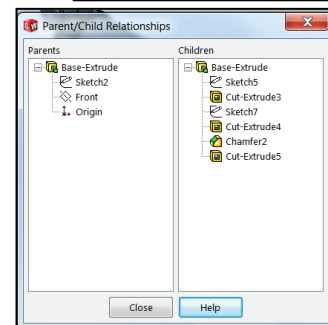 Parent/Child Relationships
Parents
Children
Base-Extrude
Sketch2
Front
Origin
Base-Extrude
Sketch5
Cut-Extrude3
Sketch7
Cut-Extrude4
Chamfer2
Cut-Extrude5
Close
Help